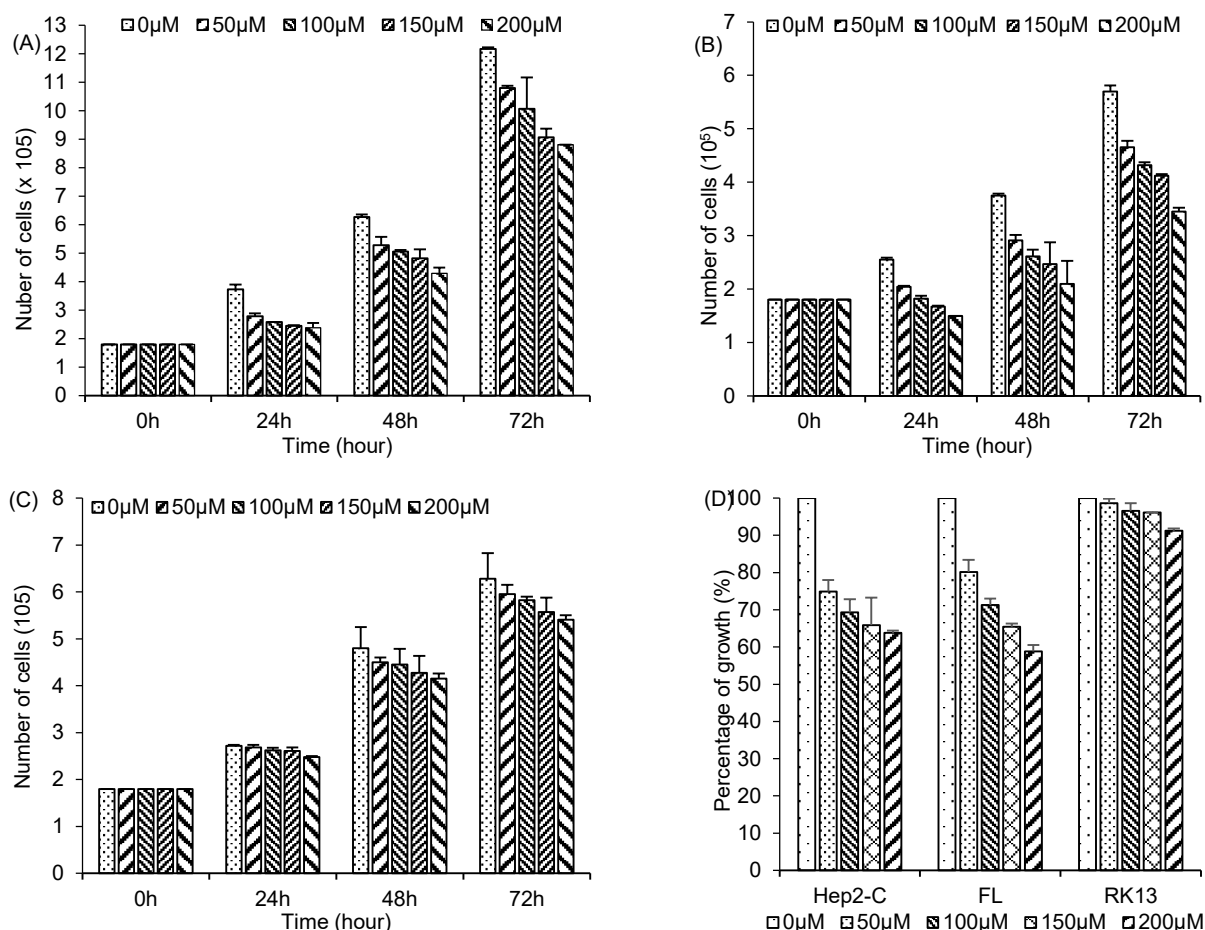 (A)
0µM 50µM 100µM 150µM 200µM
13
12
11
10
9
8
7
6
5
4
3
2
1
0
Nuber of cells (x 105)
0h 24h 48h 72h
Time (hour)
(B)
0µM 50µM 100µM 150µM 200µM
7
6
5
4
3
2
1
0
Number of cells (10⁵)
0h 24h 48h 72h
Time (hour)
(C)
0µM 50µM 100µM 150µM 200µM
8
7
6
5
4
3
2
1
0
Number of cells (105)
0h 24h 48h 72h
Time (hour)
(D)
100
90
80
70
60
50
40
30
20
10
0
Percentage of growth (%)
Hep2-C FL RK13
0µM 50µM 100µM 150µM 200µM